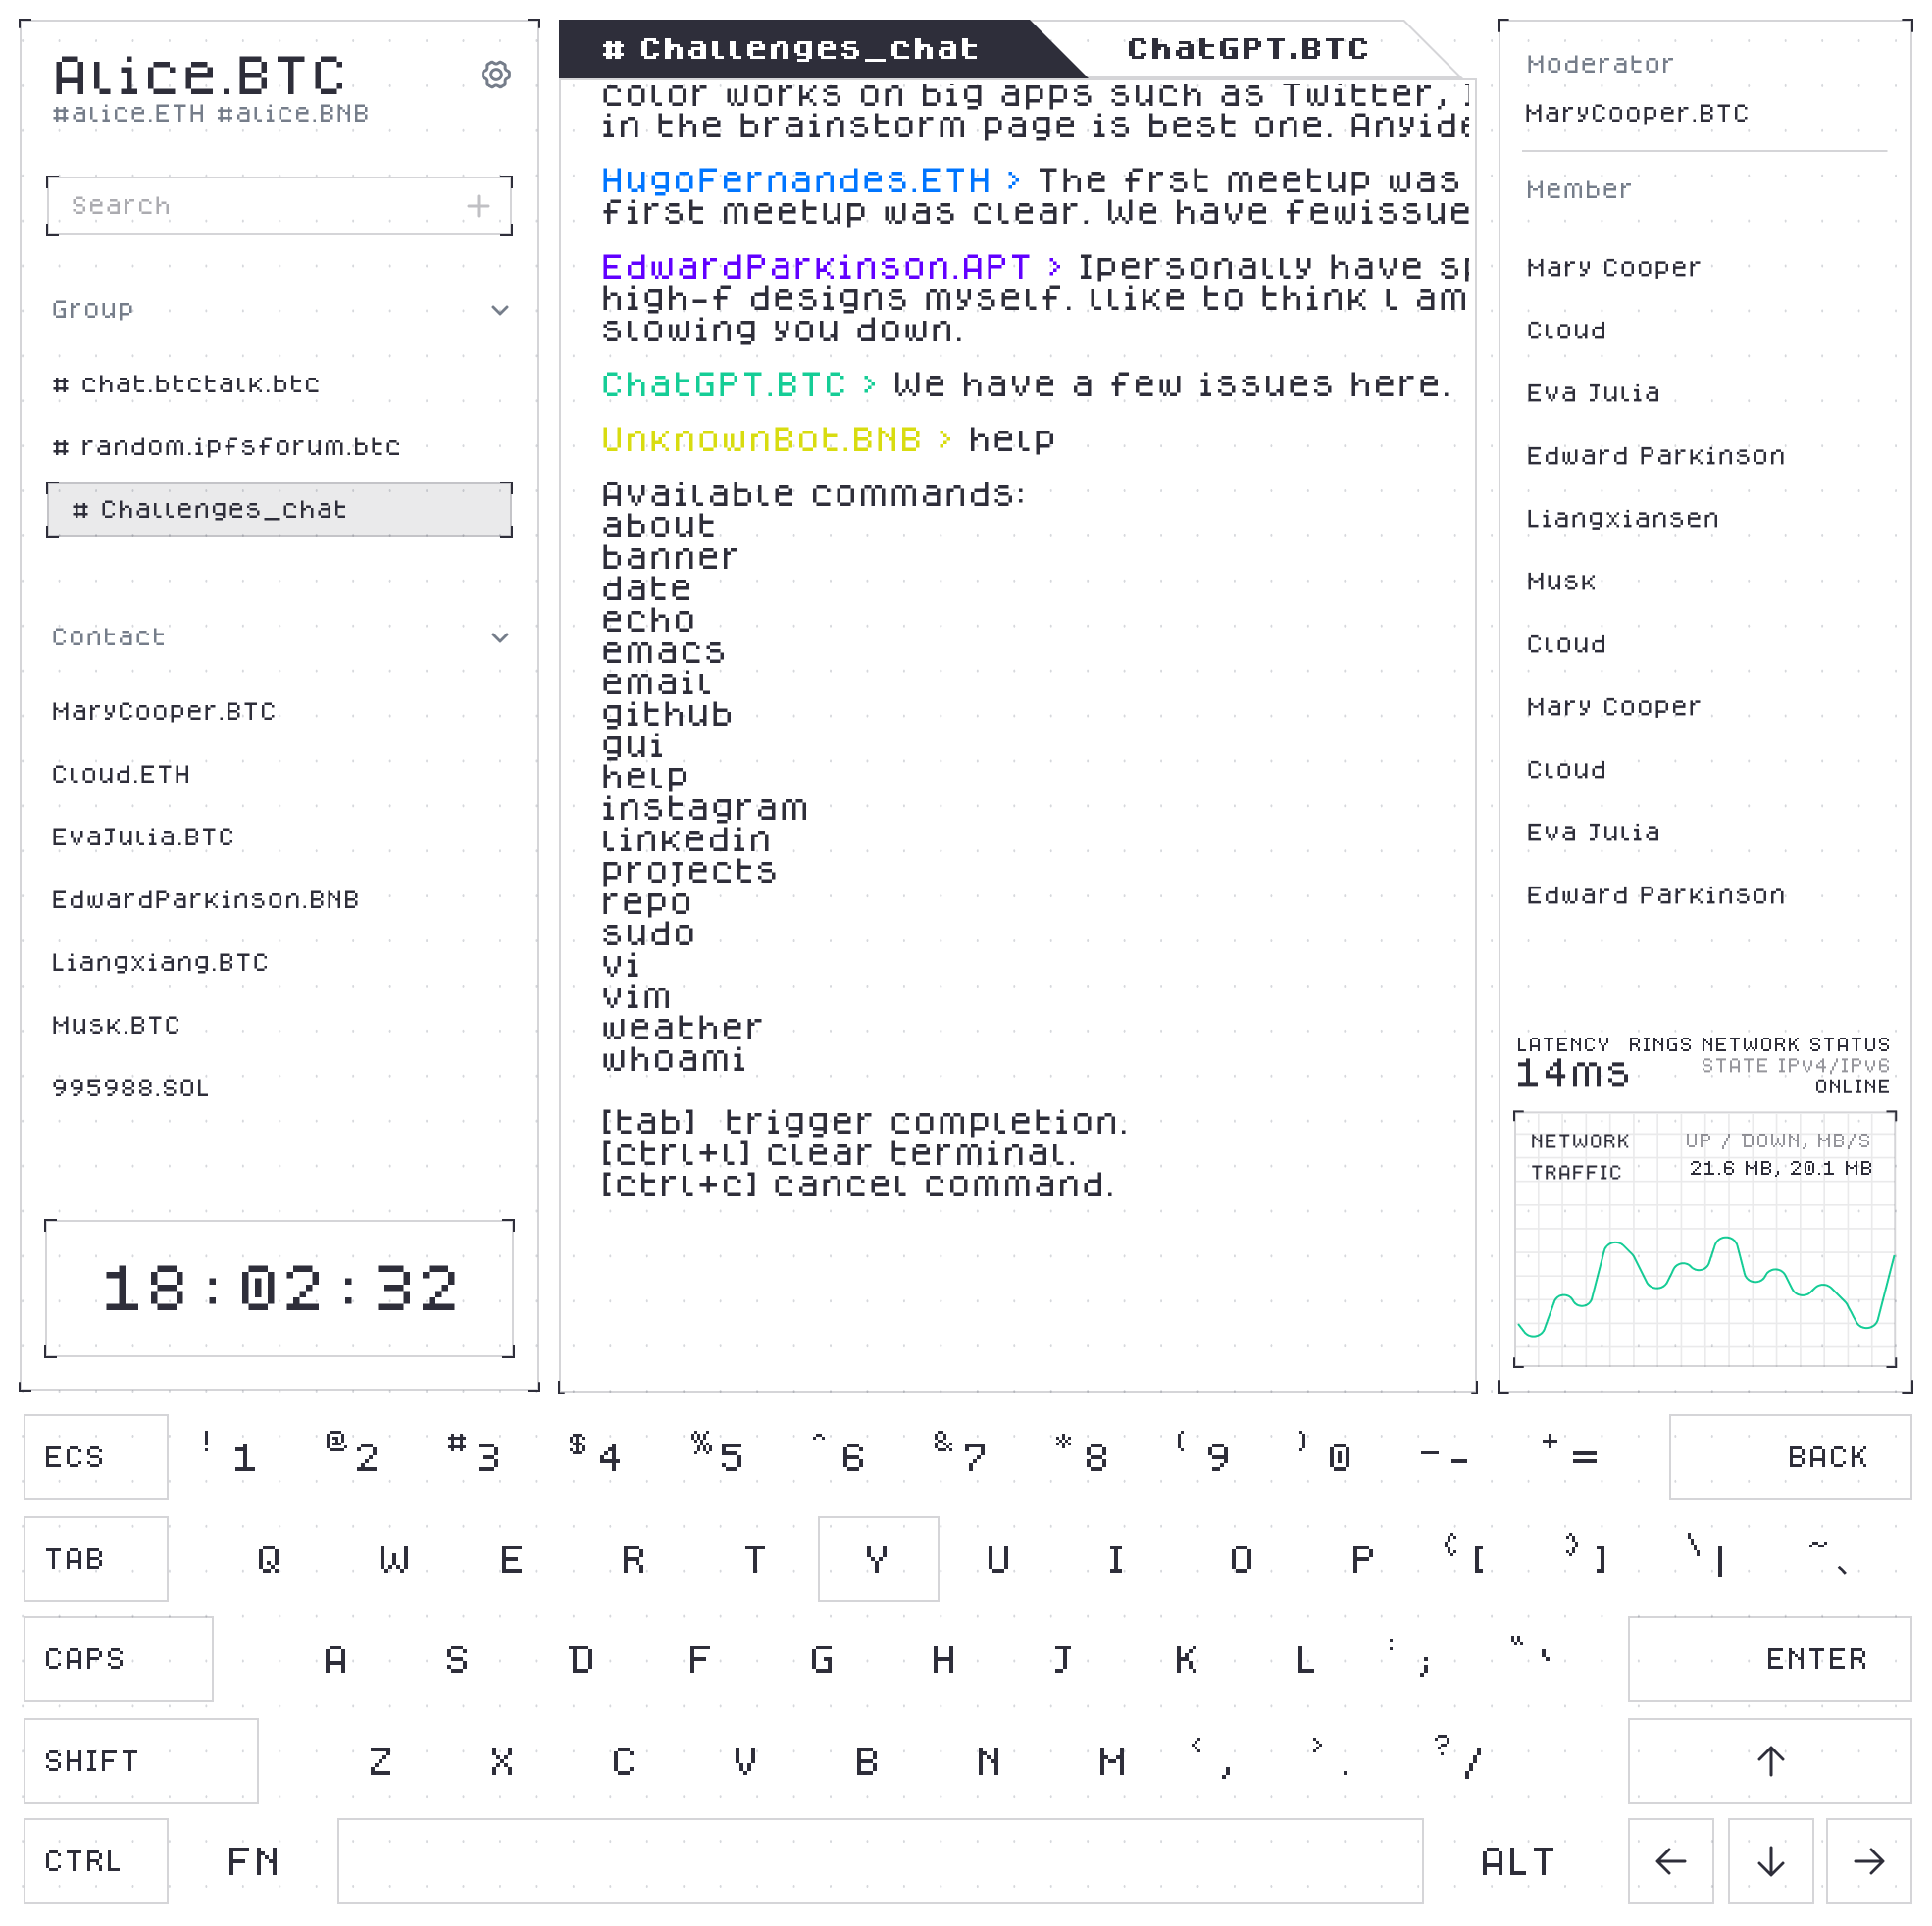 Alice.BTC
#alice.ETH #alice.BNB
Search
Group
# chat.btctalk.btc
# random.ipfsforum.btc
# Challenges_chat
Contact
MaryCooper.BTC
Cloud.ETH
EvaJulia.BTC
EdwardParkinson.BNB
Liangxiang.BTC
Musk.BTC
995988.SOL
18:02:32
# Challenges_chat
ChatGPT.BTC
color works on big apps such as Twitter,
in the brainstorm page is best one.
HugoFernandes.ETH > The frst meetup was
first meetup was clear. We have fewissue
EdwardParkinson.APT > Ipersonally have
high-f designs myself. llike to think l am
slowing you down.
ChatGPT.BTC > We have a few issues here.
UnknownBot.BNB > help
Available commands:
about
banner
date
echo
emacs
email
github
gui
help
instagram
linkedin
projects
repo
sudo
vi
vim
weather
whoami
[tab]  trigger completion.
[ctrl+l] clear terminal.
[ctrl+c] cancel command.
Moderator
MaryCooper.BTC
Member
Mary Cooper
Cloud
Eva Julia
Edward Parkinson
Liangxiansen
Musk
Cloud
Mary Cooper
Cloud
Eva Julia
Edward Parkinson
LATENCY
14ms
RINGS NETWORK STATUS
STATE IPv4/IPv6
ONLINE
NETWORK
TRAFFIC
UP / DOWN, MB/S
21.6 MB, 20.1 MB
ECS ! 1 @ 2 # 3 $ 4 % 5 ^ 6 & 7 * 8 ( 9 ) 0 - - + = BACK
TAB Q W E R T Y U I O P { [ } ] \ | ~ `
CAPS A S D F G H J K L : ; " ' ENTER
SHIFT Z X C V B N M < , > . ? / ↑
CTRL FN ALT ← ↓ →